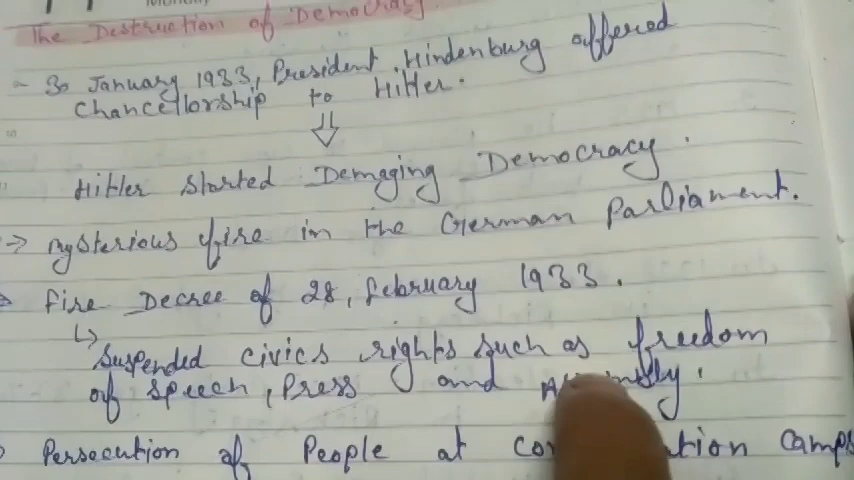 The Destruction of Democracy
- 30 January 1933, President Hindenburg offered
Chancellorship to Hitler.
Hitler Started Demaging Democracy.
→ Mysterious fire in the German Parliament.
Fire Decree of 28, February 1933.
Suspended civics rights such as freedom
of speech, Press and
Persecution of People at camps